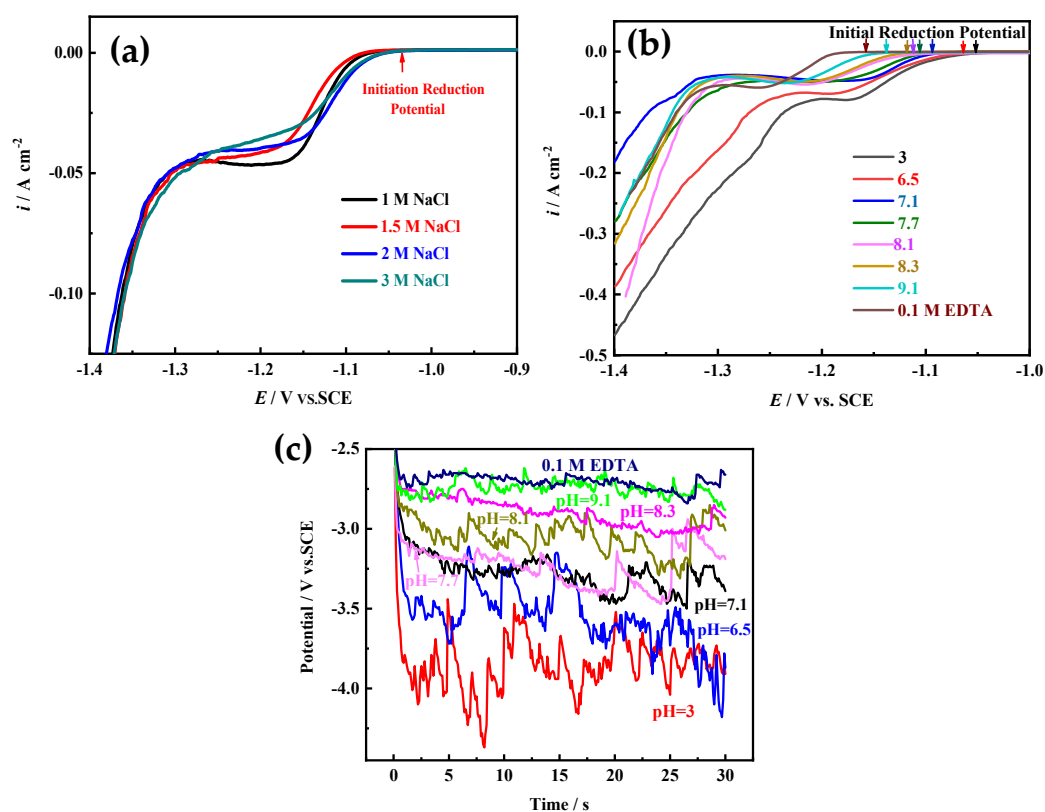 (a)
0.00
-0.05
-0.10
i / A cm-2
Initiation Reduction
Potential
1 M NaCl
1.5 M NaCl
2 M NaCl
3 M NaCl
-1.4
-1.3
-1.2
-1.1
-1.0
-0.9
E / V vs.SCE
(b)
Initial Reduction Potential
0.0
-0.1
-0.2
-0.3
-0.4
-0.5
i / A cm-2
3
6.5
7.1
7.7
8.1
8.3
9.1
0.1 M EDTA
-1.4
-1.3
-1.2
-1.1
-1.0
E / V vs. SCE
(c)
-2.5
-3.0
-3.5
-4.0
Potential / V vs.SCE
0.1 M EDTA
pH=9.1
pH=8.3
pH=8.1
pH=7.7
pH=7.1
pH=6.5
pH=3
0
5
10
15
20
25
30
Time / s